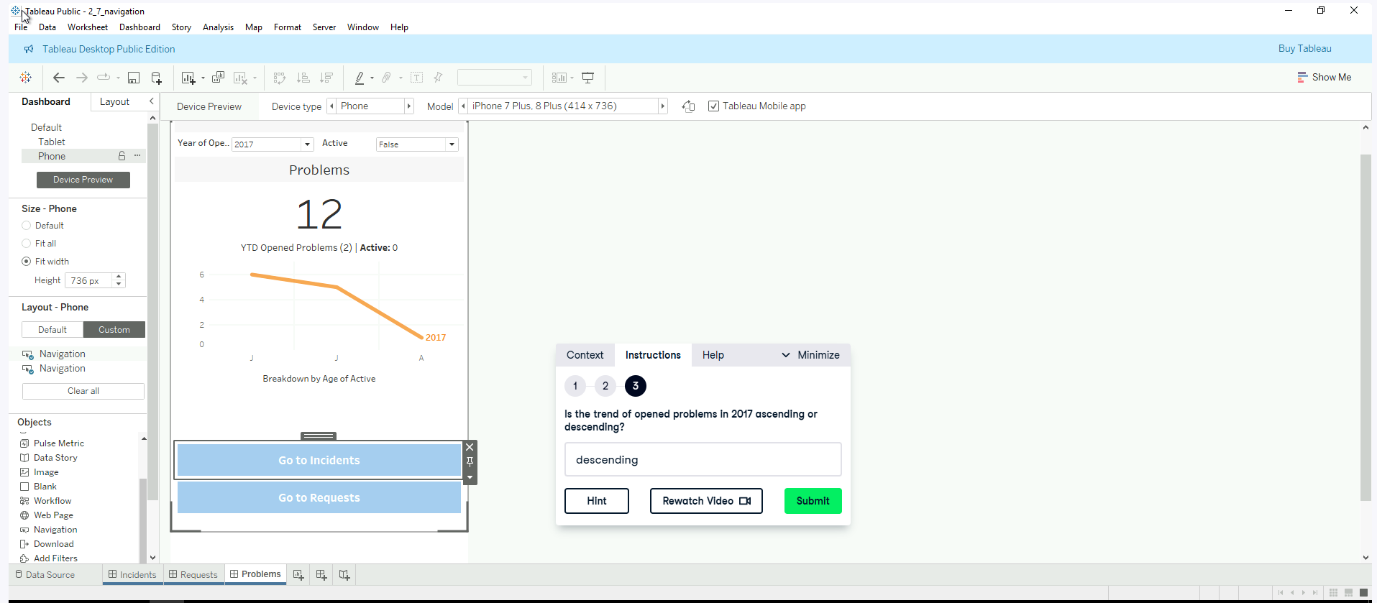 Tableau Public - 2_7_navigation
File Data Worksheet Dashboard Story Analysis Map Format Server Window Help
Tableau Desktop Public Edition Buy Tableau
Show Me
Dashboard Layout Device Preview Device type Phone Model iPhone 7 Plus, 8 Plus (414 x 736) Tableau Mobile app
Default
Tablet
Phone
Device Preview
Size - Phone
Default
Fit all
Fit width
Height 736 px
Layout - Phone
Default Custom
Navigation
Navigation
Clear all
Objects
Pulse Metric
Data Story
Image
Blank
Workflow
Web Page
Navigation
Download
Add Filters
Year of Ope.. 2017 Active False
Problems
12
YTD Opened Problems (2) | Active: 0
6
4
2
0
2017
J J A
Breakdown by Age of Active
Go to Incidents
Go to Requests
Context Instructions Help Minimize
1 2 3
Is the trend of opened problems in 2017 ascending or
descending?
descending
Hint Rewatch Video Submit
Data Source Incidents Requests Problems